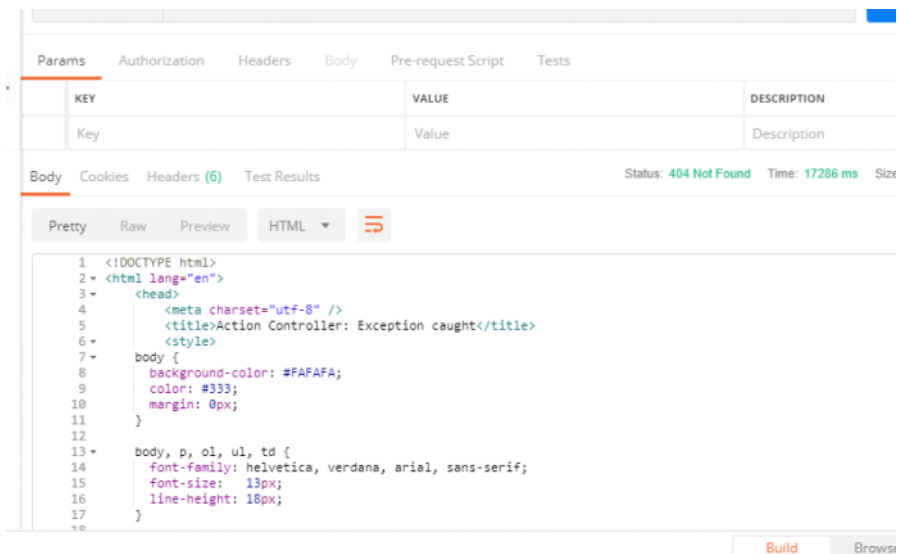 Params Authorization Headers Body Pre-request Script Tests
KEY VALUE DESCRIPTION
Key Value Description
Body Cookies Headers (6) Test Results Status: 404 Not Found Time: 17286 ms Size
Pretty Raw Preview HTML
1 <!DOCTYPE html>
2 <html lang="en">
3 <head>
4 <meta charset="utf-8" />
5 <title>Action Controller: Exception caught</title>
6 <style>
7 body {
8 background-color: #FAFAFA;
9 color: #333;
10 margin: 0px;
11 }
12
13 body, p, ol, ul, td {
14 font-family: helvetica, verdana, arial, sans-serif;
15 font-size: 13px;
16 line-height: 18px;
17 }
18
Build Browse